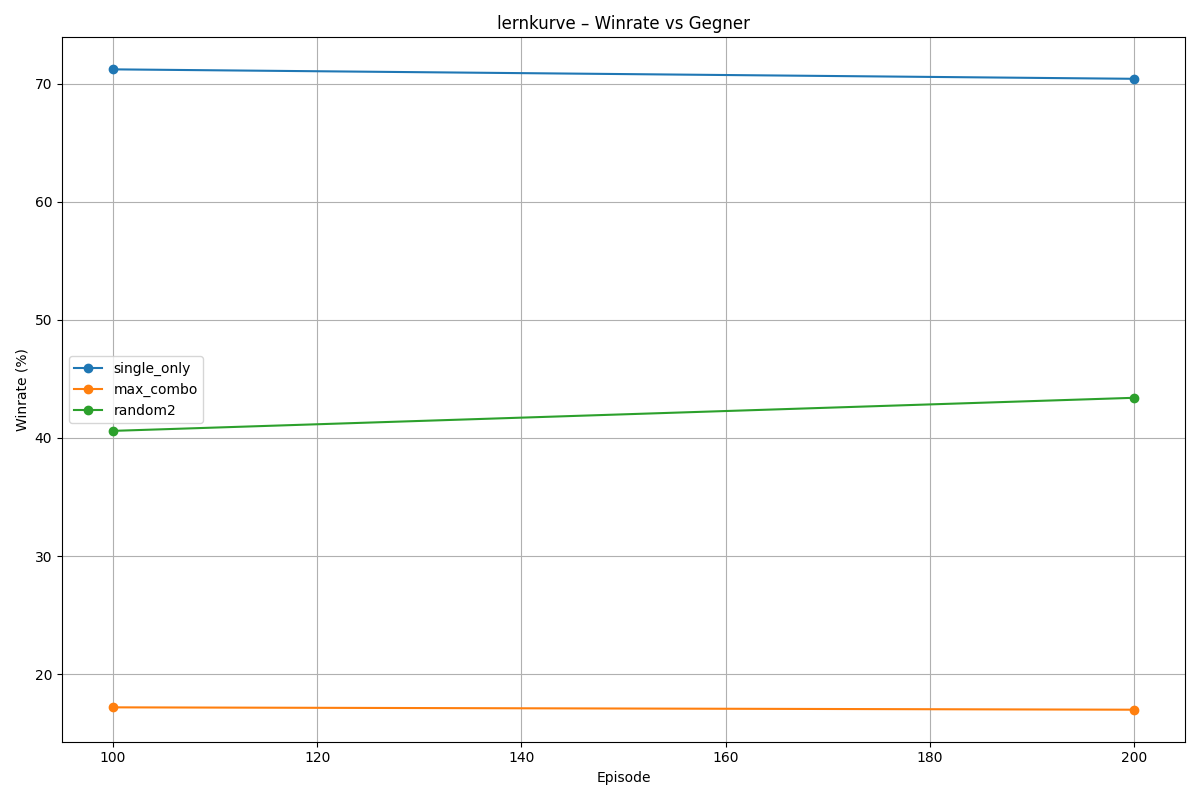 lernkurve – Winrate vs Gegner
Winrate (%)
70
60
50
40
30
20
single_only
max_combo
random2
100 120 140 160 180 200
Episode